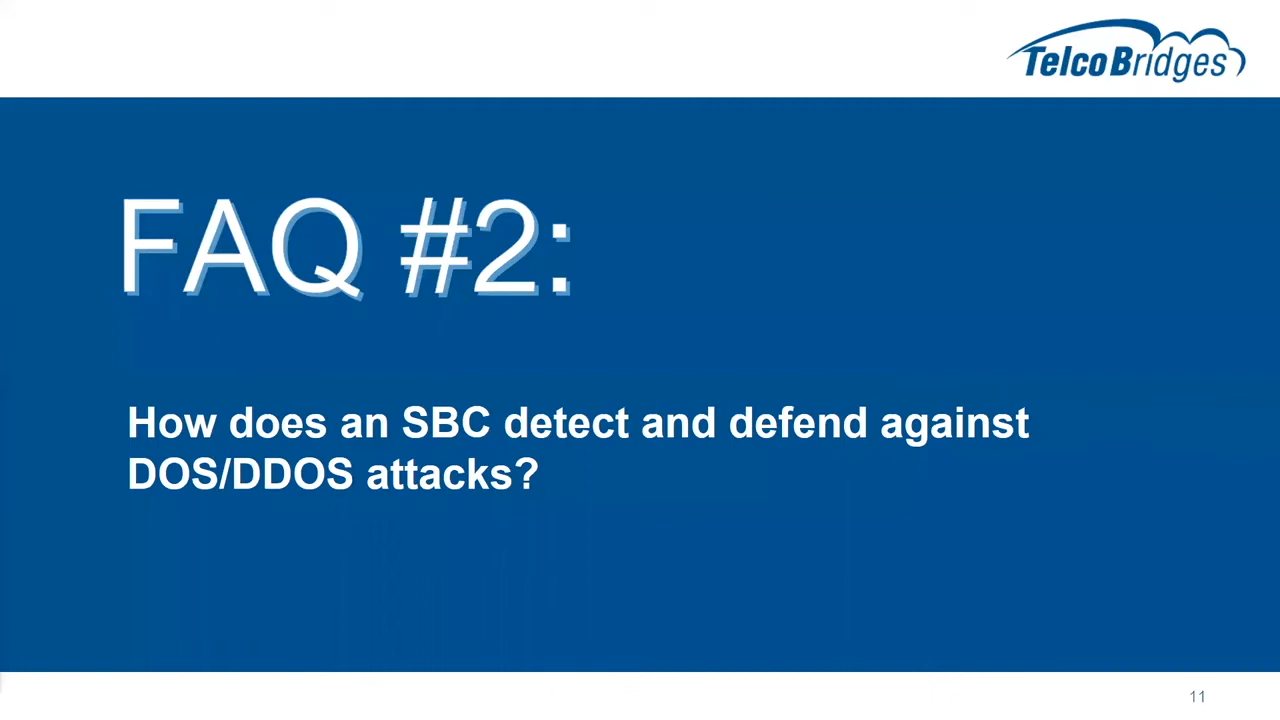 TelcoBridges
FAQ #2:
How does an SBC detect and defend against
DOS/DDOS attacks?
11